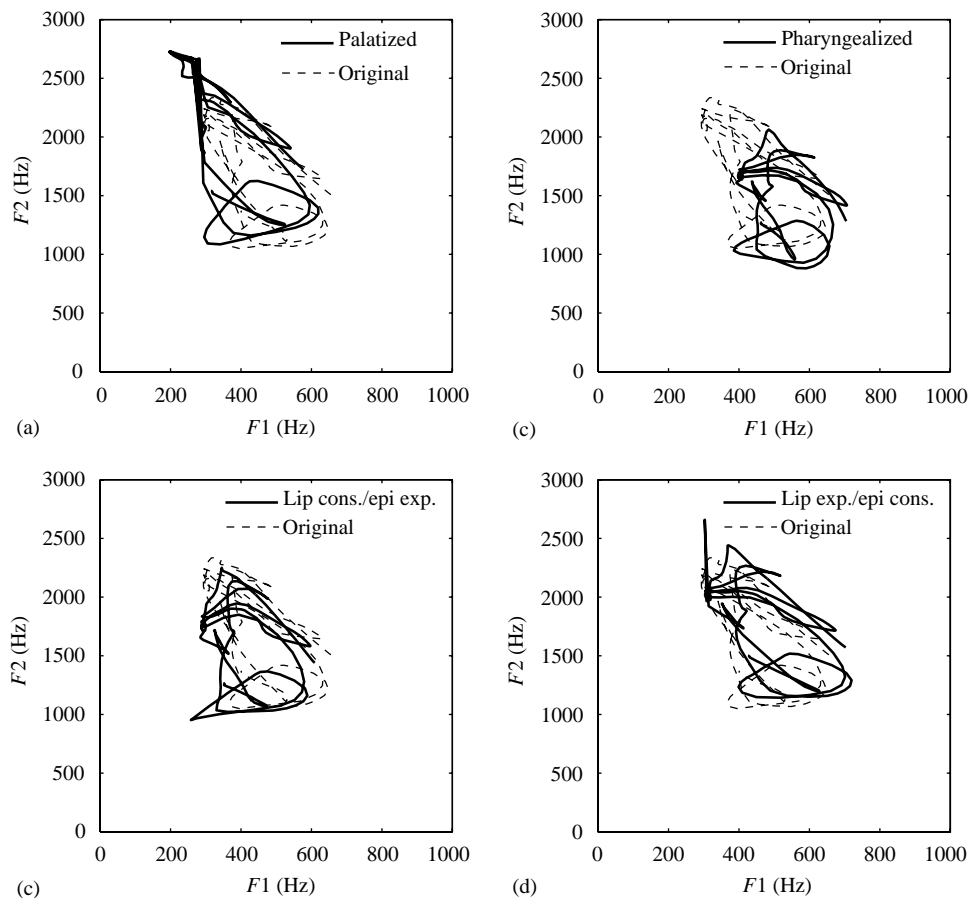 3000
Palatized
Original
2500
2000
1500
1000
500
0
F2 (Hz)
0 200 400 600 800 1000
F1 (Hz)
(a)
3000
Pharyngealized
Original
2500
2000
1500
1000
500
0
F2 (Hz)
0 200 400 600 800 1000
F1 (Hz)
(c)
3000
Lip cons./epi exp.
Original
2500
2000
1500
1000
500
0
F2 (Hz)
0 200 400 600 800 1000
F1 (Hz)
(c)
3000
Lip exp./epi cons.
Original
2500
2000
1500
1000
500
0
F2 (Hz)
0 200 400 600 800 1000
F1 (Hz)
(d)